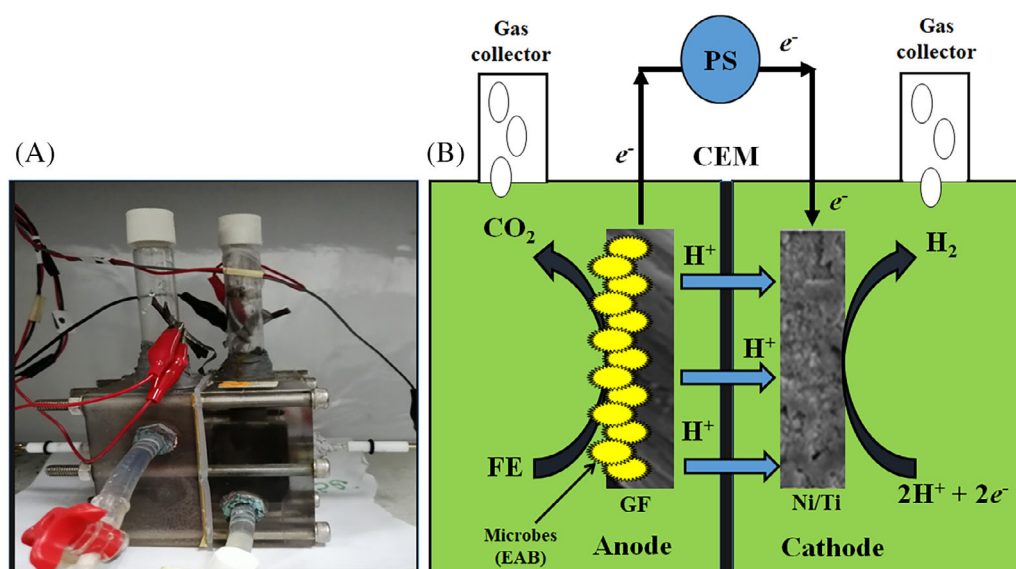 Gas
collector
e⁻
PS
Gas
collector
(A)
(B)
e⁻
CEM
e⁻
CO₂
H⁺
H₂
H⁺
H⁺
FE
2H⁺ + 2e⁻
GF
Ni/Ti
Microbes
(EAB)
Anode
Cathode